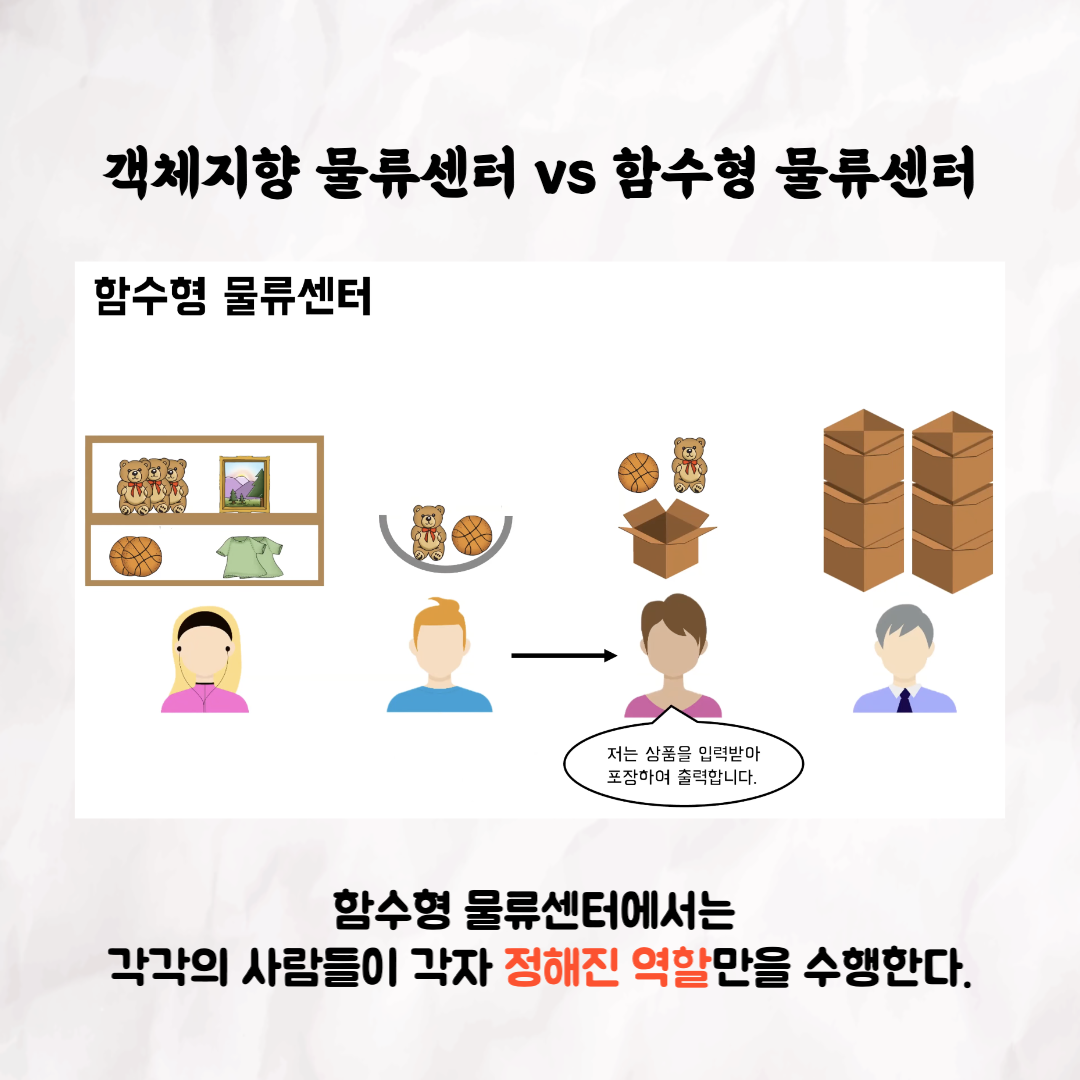 객체지향 물류센터 vs 함수형 물류센터
함수형 물류센터
저는 상품을 입력받아
포장하여 출력합니다.
함수형 물류센터에서는
각각의 사람들이 각자 정해진 역할만을 수행한다.